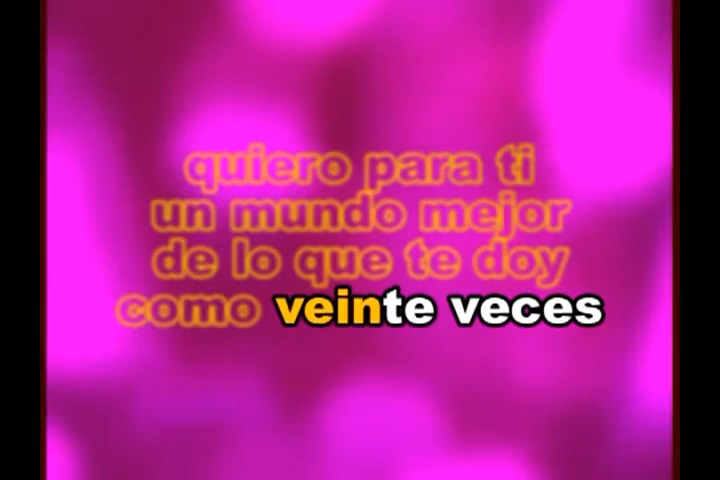 quiero para ti
un mundo mejor
de lo que te doy
como veinte veces